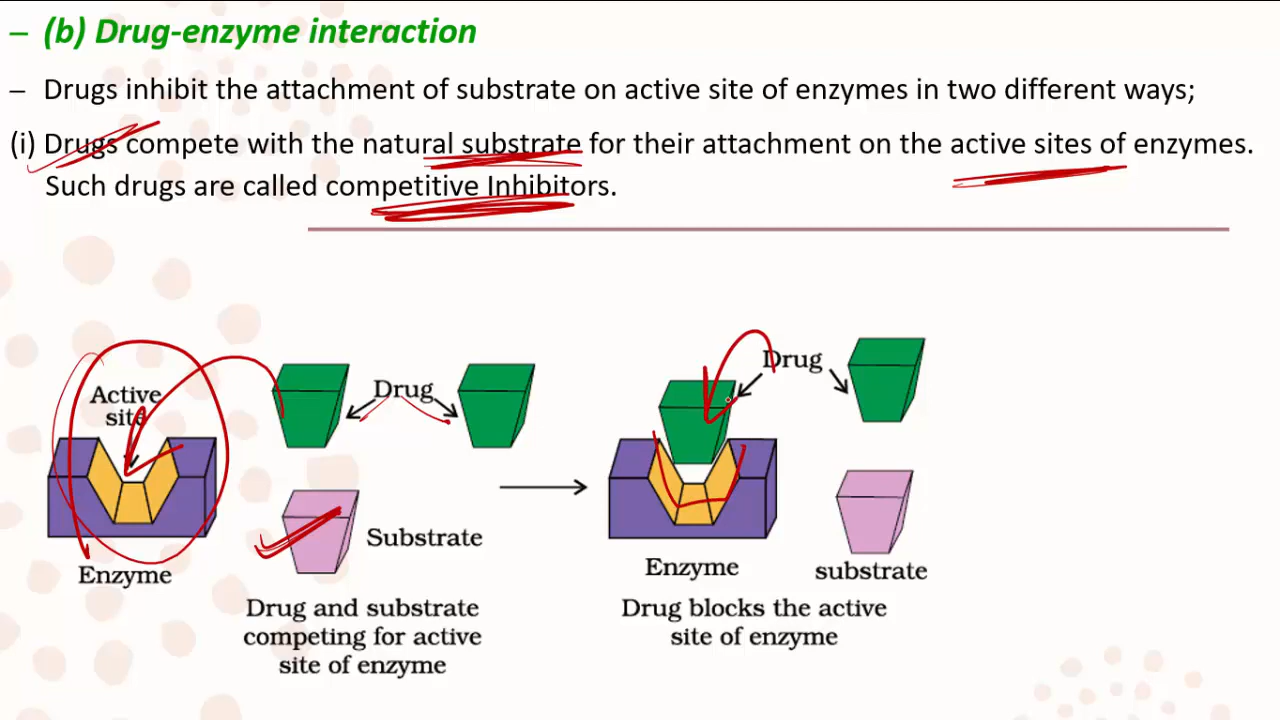 – (b) Drug-enzyme interaction
– Drugs inhibit the attachment of substrate on active site of enzymes in two different ways;
(i) Drugs compete with the natural substrate for their attachment on the active sites of enzymes.
Such drugs are called competitive Inhibitors.
Active
site
Drug
Substrate
Enzyme
Drug and substrate
competing for active
site of enzyme
Drug
Enzyme
substrate
Drug blocks the active
site of enzyme